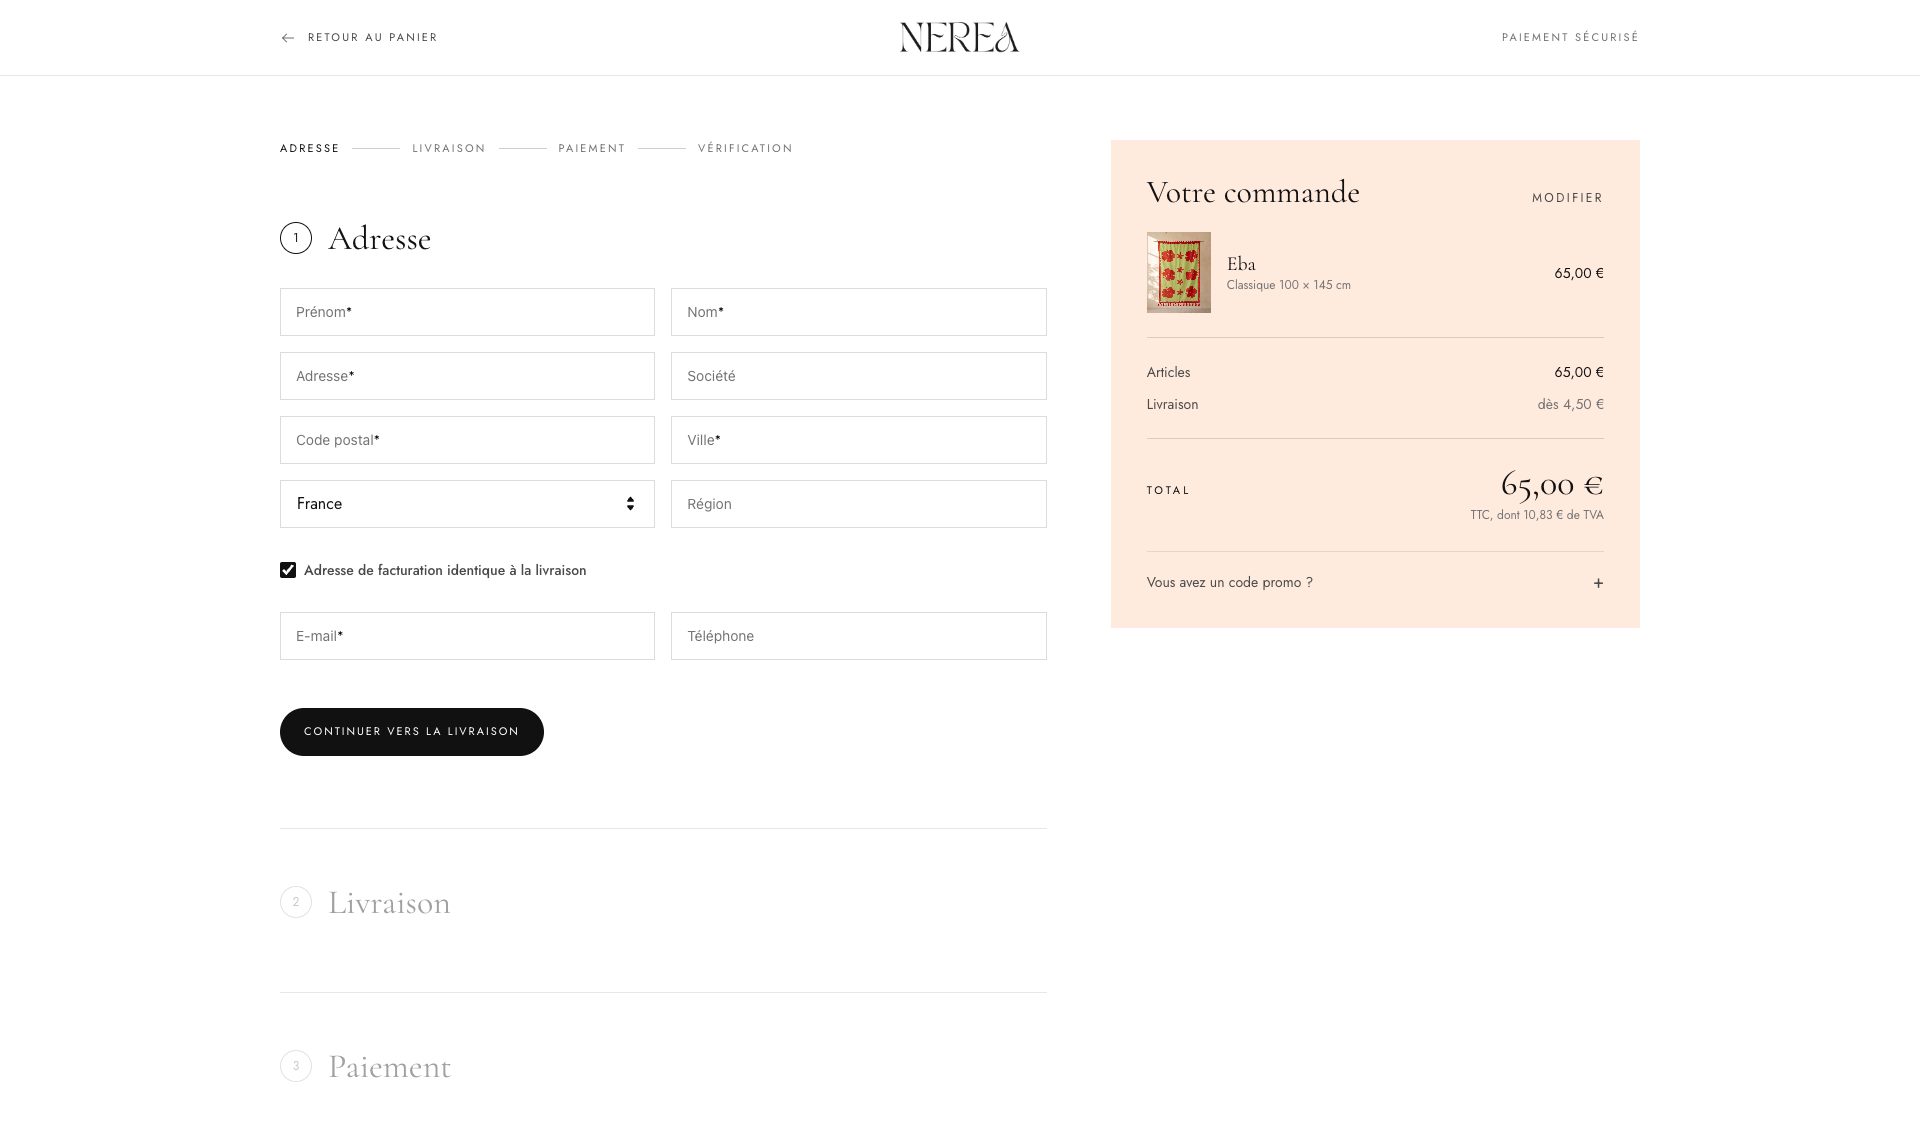 RETOUR AU PANIER
NEREA
PAIEMENT SÉCURISÉ
ADRESSE
LIVRAISON
PAIEMENT
VÉRIFICATION
1 Adresse
Prénom*
Nom*
Adresse*
Société
Code postal*
Ville*
France
Région
Adresse de facturation identique à la livraison
E-mail*
Téléphone
CONTINUER VERS LA LIVRAISON
2 Livraison
3 Paiement
Votre commande
MODIFIER
Eba
65,00 €
Classique 100 × 145 cm
Articles 65,00 €
Livraison dès 4,50 €
TOTAL 65,00 €
TTC, dont 10,83 € de TVA
Vous avez un code promo ? +